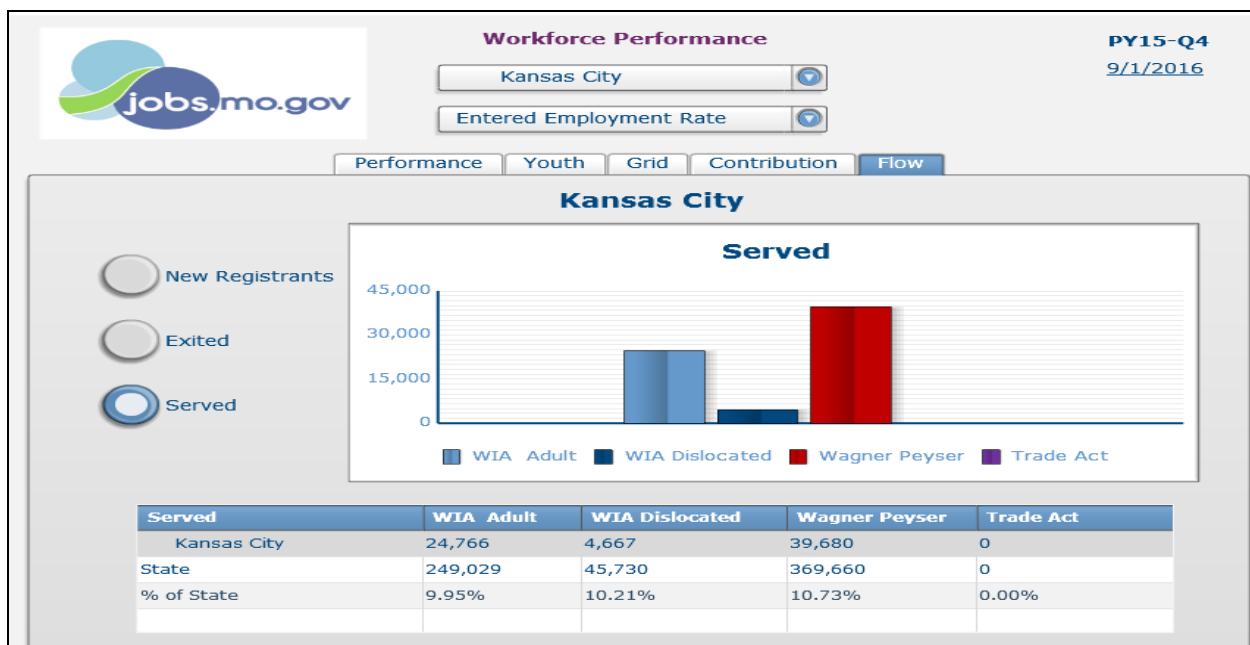 Workforce Performance
PY15-Q4
Kansas City
9/1/2016
jobs.mo.gov
Entered Employment Rate
Performance Youth Grid Contribution Flow
Kansas City
Served
New Registrants
Exited
Served
45,000
30,000
15,000
0
WIA Adult WIA Dislocated Wagner Peyser Trade Act
Served WIA Adult WIA Dislocated Wagner Peyser Trade Act
Kansas City 24,766 4,667 39,680 0
State 249,029 45,730 369,660 0
% of State 9.95% 10.21% 10.73% 0.00%